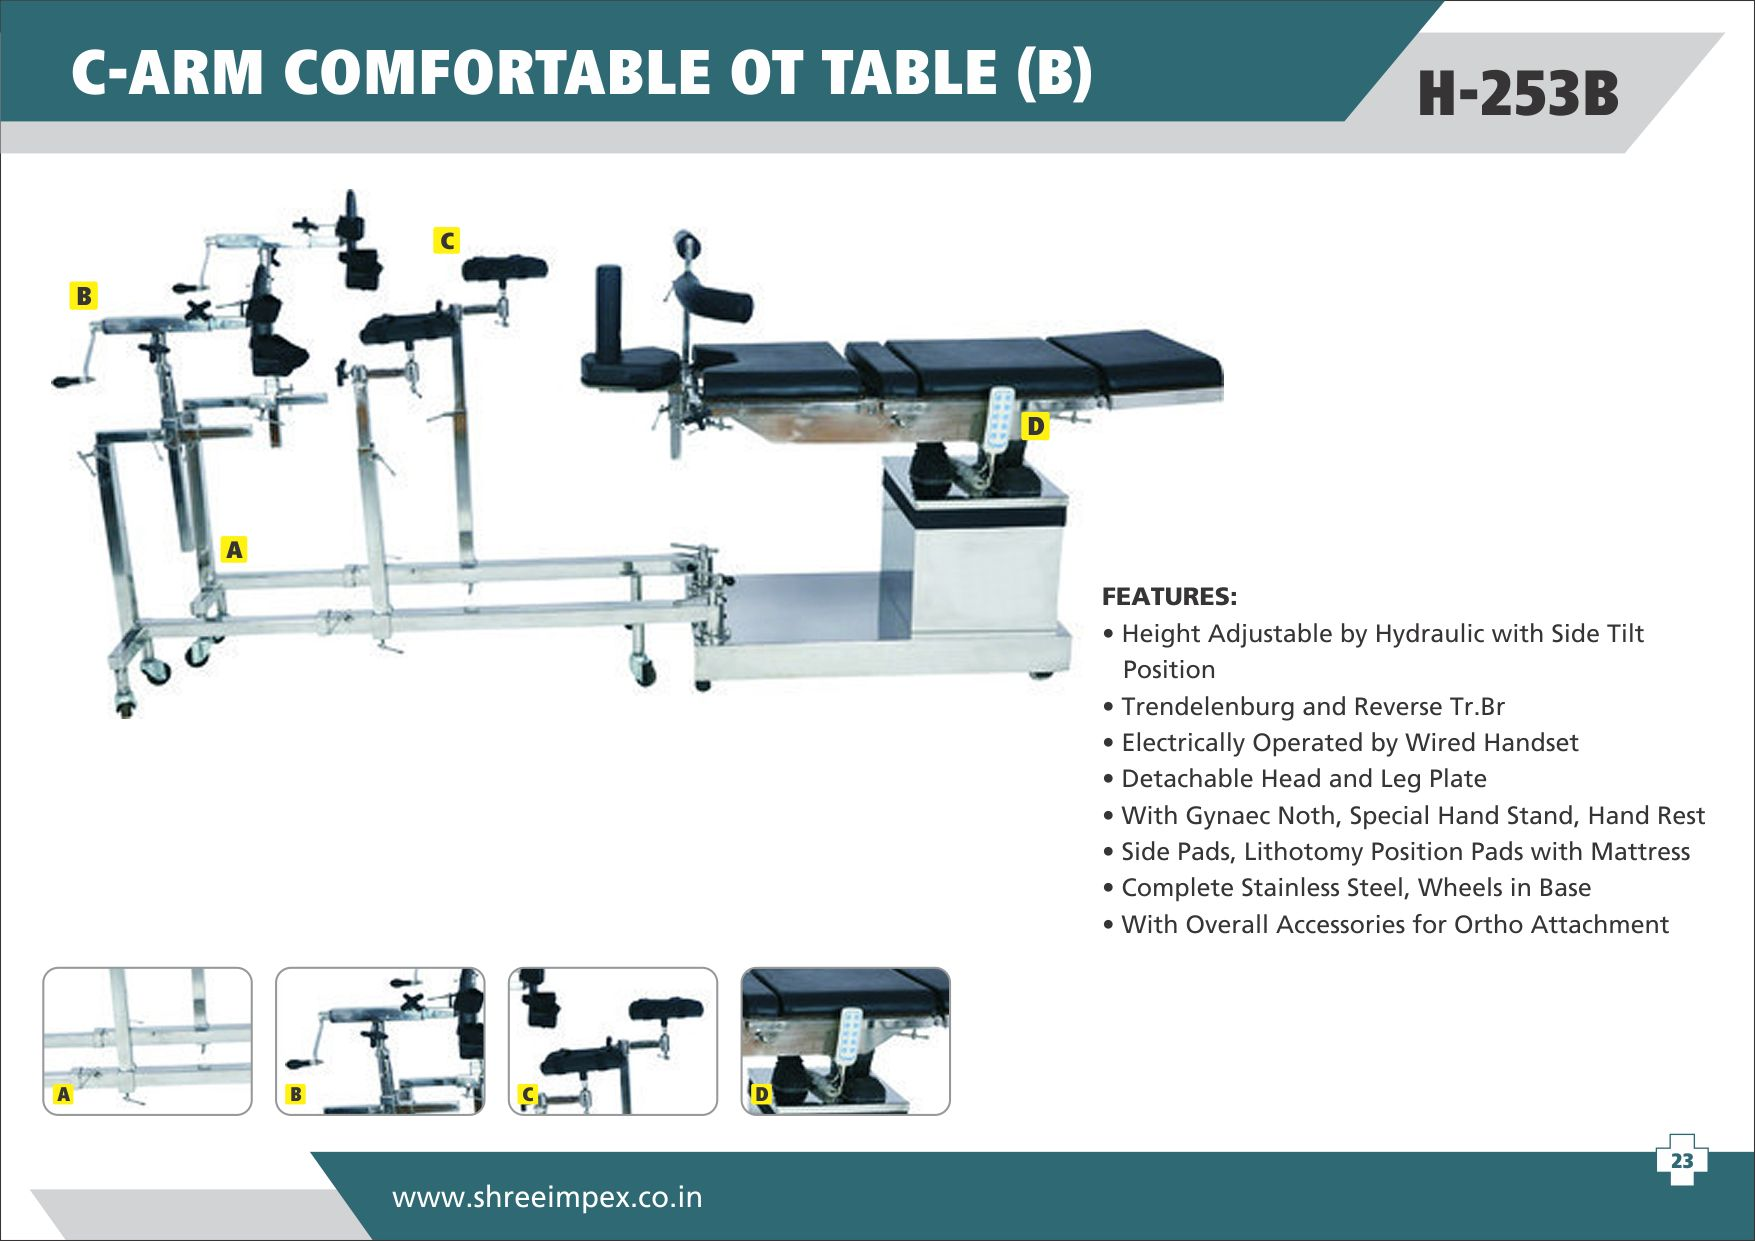 C-ARM COMFORTABLE OT TABLE (B)
H-253B
C
B
D
A
FEATURES:
• Height Adjustable by Hydraulic with Side Tilt
Position
• Trendelenburg and Reverse Tr.Br
• Electrically Operated by Wired Handset
• Detachable Head and Leg Plate
• With Gynaec Noth, Special Hand Stand, Hand Rest
• Side Pads, Lithotomy Position Pads with Mattress
• Complete Stainless Steel, Wheels in Base
• With Overall Accessories for Ortho Attachment
A
B
C
D
23
www.shreeimpex.co.in